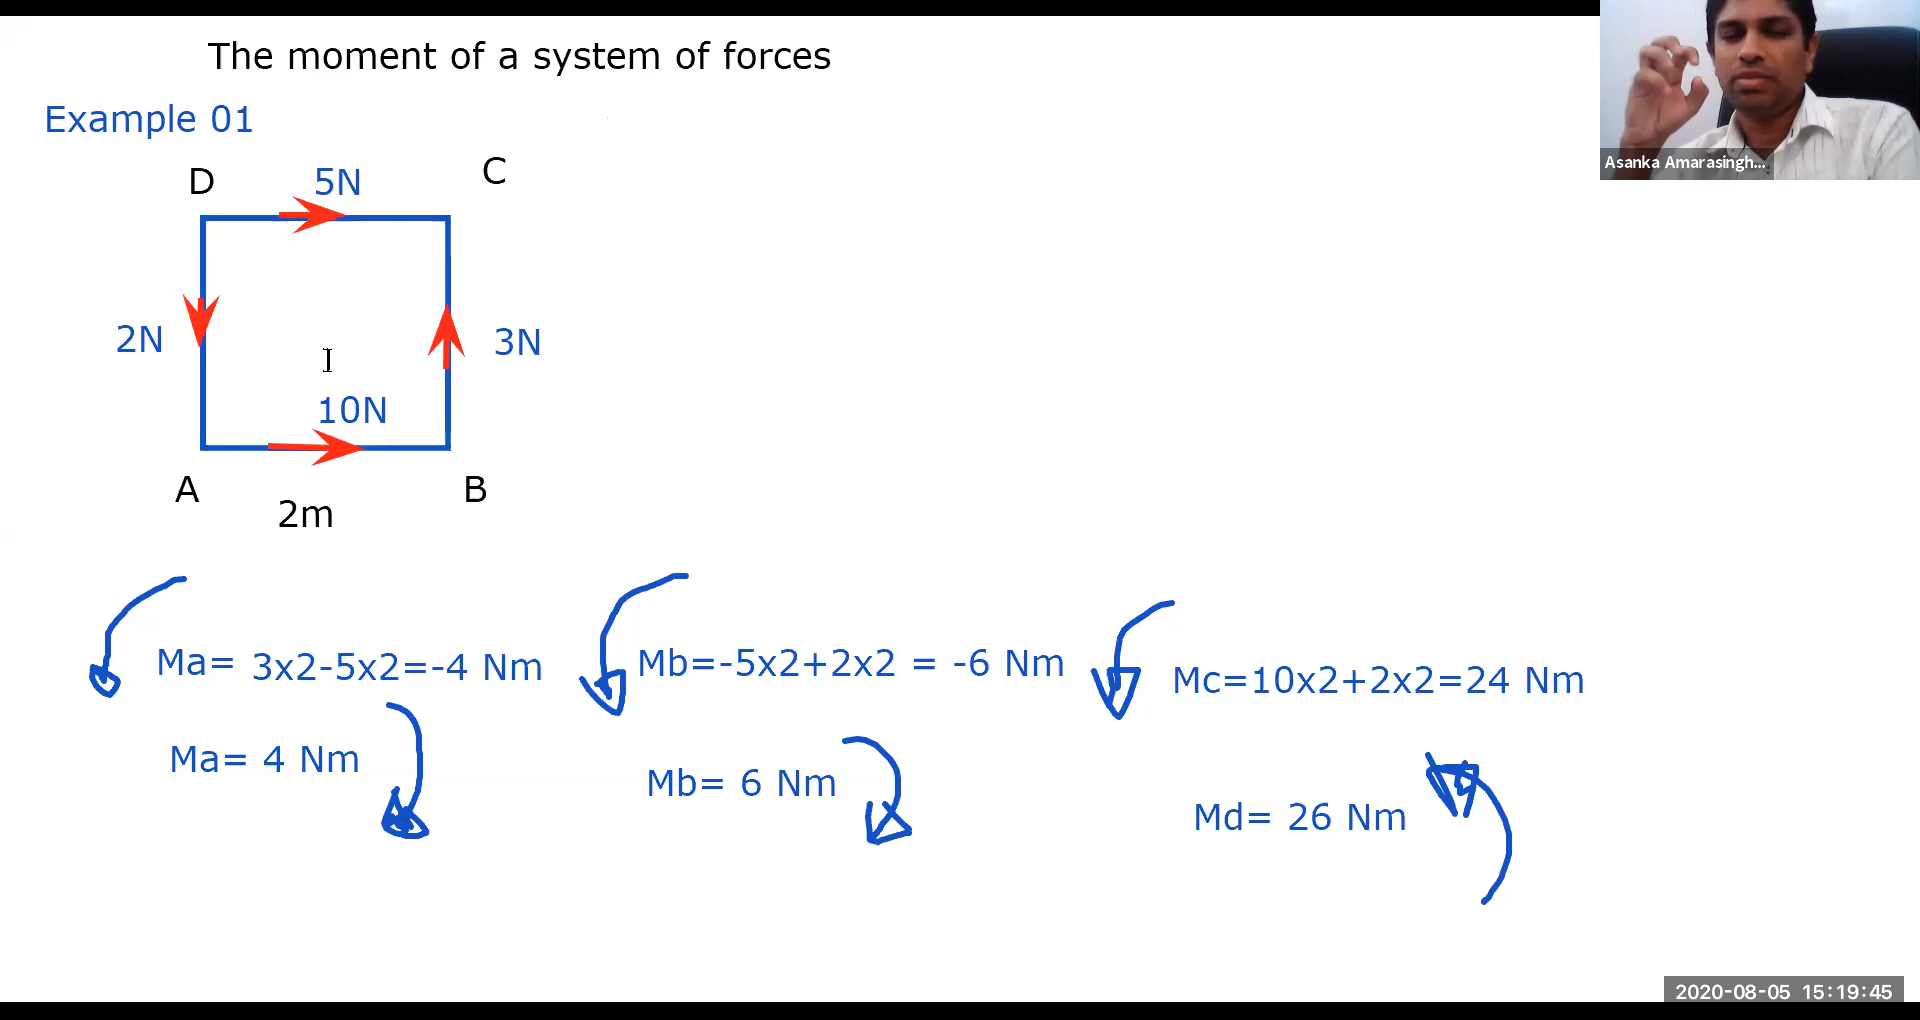 The moment of a system of forces
Example 01
D
5N
C
2N
3N
10N
A
B
2m
Ma= 3x2-5x2=-4 Nm
Mb=-5x2+2x2 = -6 Nm
Mc=10x2+2x2=24 Nm
Ma= 4 Nm
Mb= 6 Nm
Md= 26 Nm
Asanka Amarasingh...
2020-08-05 15:19:45